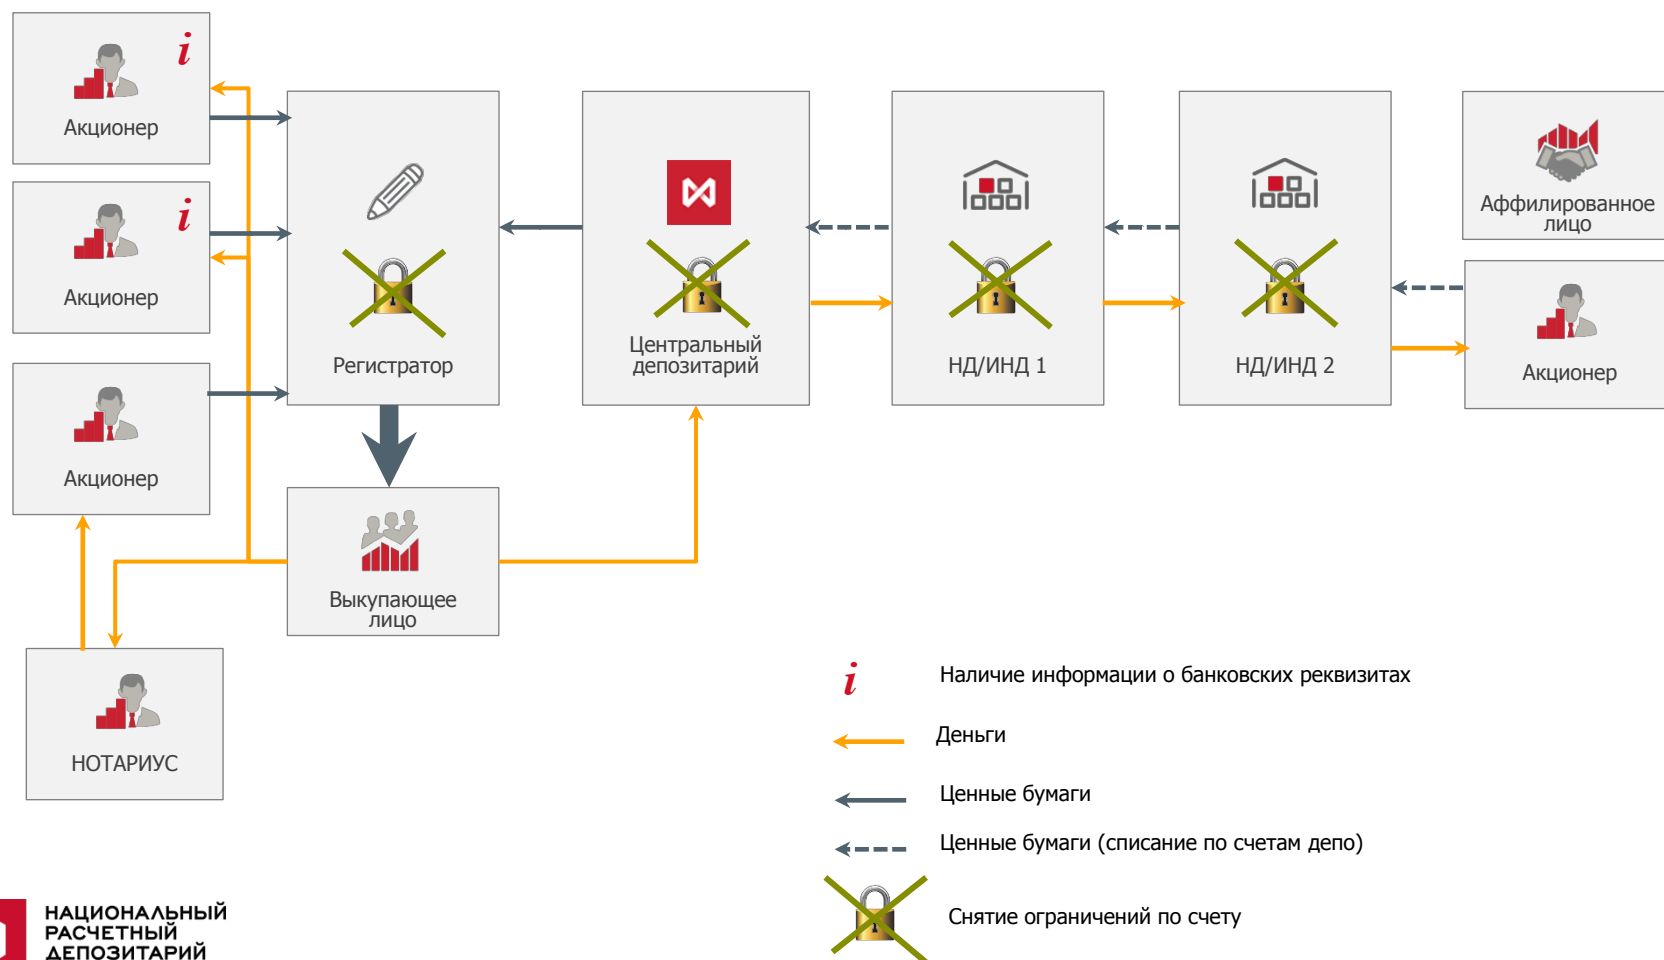 i
Акционер
i
Акционер
Акционер
НОТАРИУС
Регистратор
Выкупающее
лицо
Центральный
депозитарий
НД/ИНД 1
НД/ИНД 2
Аффилированное
лицо
Акционер
i Наличие информации о банковских реквизитах
Деньги
Ценные бумаги
Ценные бумаги (списание по счетам депо)
Снятие ограничений по счету
НАЦИОНАЛЬНЫЙ
РАСЧЕТНЫЙ
ДЕПОЗИТАРИЙ